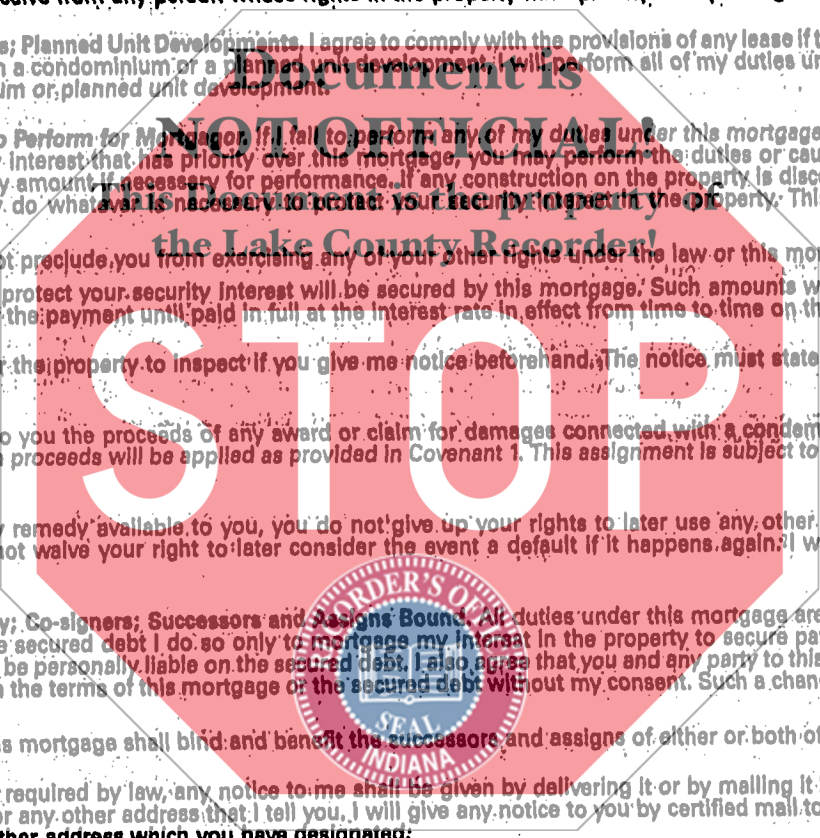 Document is
NOT OFFICIAL!
This Document is the property of
the Lake County Recorder!
STOP
SEAL
INDIANA
from any person whose rights in the property
Planned Unit Developments. I agree to comply with the provisions of any lease if
a condominium or a planned unit development, I will perform all of my duties
or planned unit development.
Perform for Mortgagor. If I fail to perform any of my duties under this mortgage
interest that has priority over this mortgage, you may perform the duties or
amount if necessary for performance. If any construction on the property is
do whatever is necessary to protect your security interest in the property.
preclude you from exercising any of your other rights under the law or this
protect your security interest will be secured by this mortgage. Such amounts
the payment until paid in full at the interest rate in effect from time to time on
the property to inspect if you give me notice beforehand. The notice must state
you the proceeds of any award or claim for damages connected with a
proceeds will be applied as provided in Covenant 1. This assignment is subject to
remedy available to you, you do not give up your rights to later use any other
not waive your right to later consider the event a default if it happens again. I
Co-signers; Successors and Assigns Bound. All duties under this mortgage are
secured debt I do so only to mortgage my interest in the property to secure
be personally liable on the secured debt. I also agree that you and any party to this
the terms of this mortgage or the secured debt without my consent. Such a
mortgage shall bind and benefit the successors and assigns of either or both of
required by law, any notice to me shall be given by delivering it or by mailing it
any other address that I tell you. I will give any notice to you by certified mail to
address which you have designated.